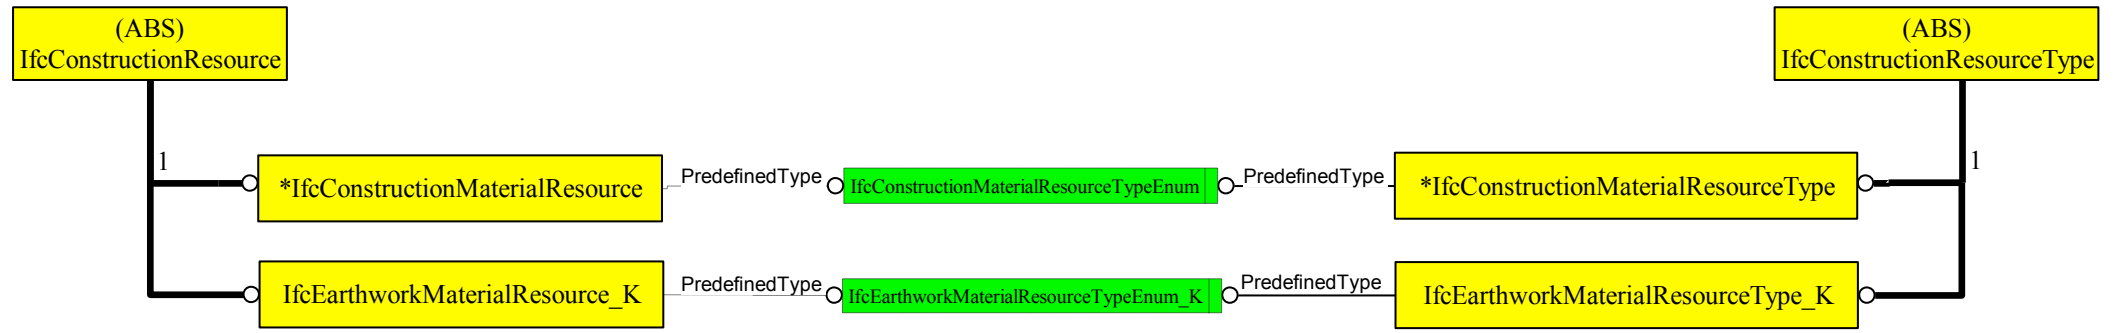 (ABS)
IfcConstructionResource
(ABS)
IfcConstructionResourceType
1
1
*IfcConstructionMaterialResource
PredefinedType
IfcConstructionMaterialResourceTypeEnum
PredefinedType
*IfcConstructionMaterialResourceType
IfcEarthworkMaterialResource_K
PredefinedType
IfcEarthworkMaterialResourceTypeEnum_K
PredefinedType
IfcEarthworkMaterialResourceType_K